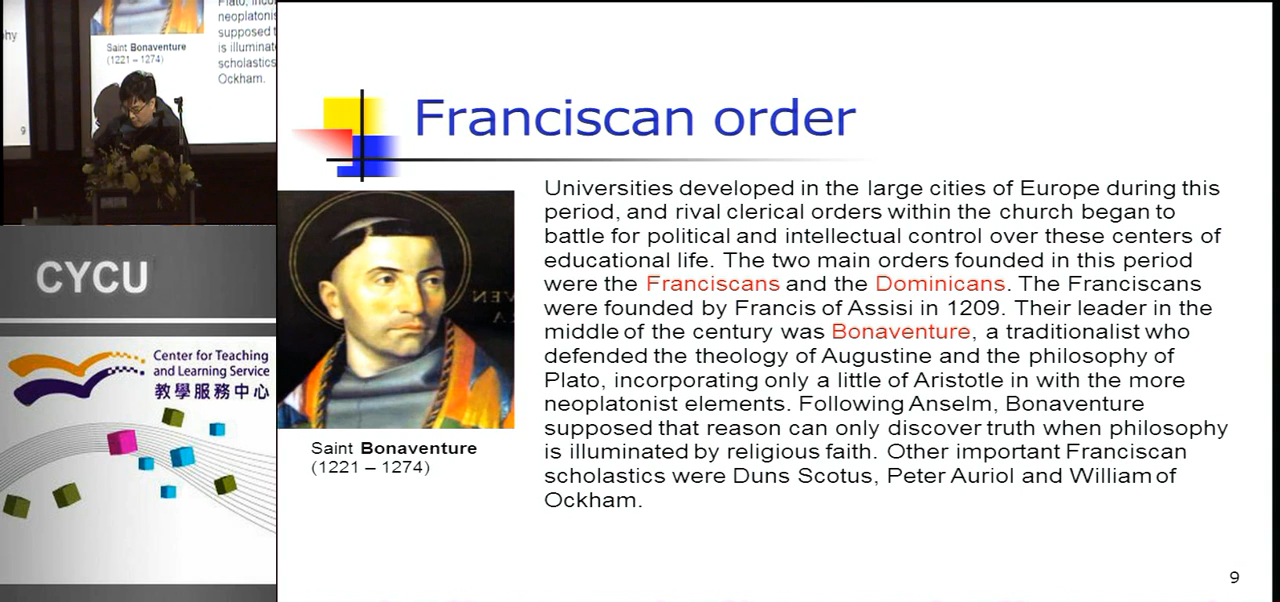 Plato, incor
neoplatonis
supposed t
is illuminat
scholastics
Ockham.
hy
Saint Bonaventure
(1221 – 1274)
9
CYCU
Center for Teaching
and Learning Service
教學服務中心
Franciscan order
Universities developed in the large cities of Europe during this
period, and rival clerical orders within the church began to
battle for political and intellectual control over these centers of
educational life. The two main orders founded in this period
were the Franciscans and the Dominicans. The Franciscans
were founded by Francis of Assisi in 1209. Their leader in the
middle of the century was Bonaventure, a traditionalist who
defended the theology of Augustine and the philosophy of
Plato, incorporating only a little of Aristotle in with the more
neoplatonist elements. Following Anselm, Bonaventure
supposed that reason can only discover truth when philosophy
is illuminated by religious faith. Other important Franciscan
scholastics were Duns Scotus, Peter Auriol and William of
Ockham.
Saint Bonaventure
(1221 – 1274)
9